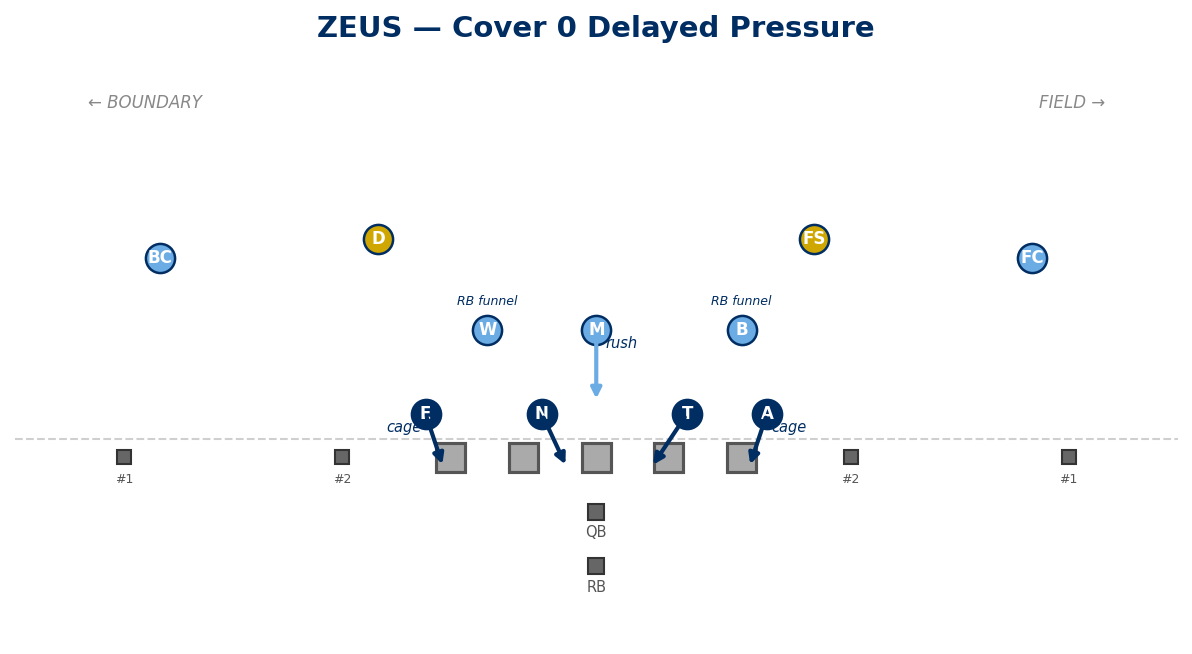 ZEUS — Cover 0 Delayed Pressure
← BOUNDARY
FIELD →
D
FS
BC
FC
RB funnel
RB funnel
W
M
B
rush
E
N
T
A
cage
cage
#1
#2
#2
#1
QB
RB